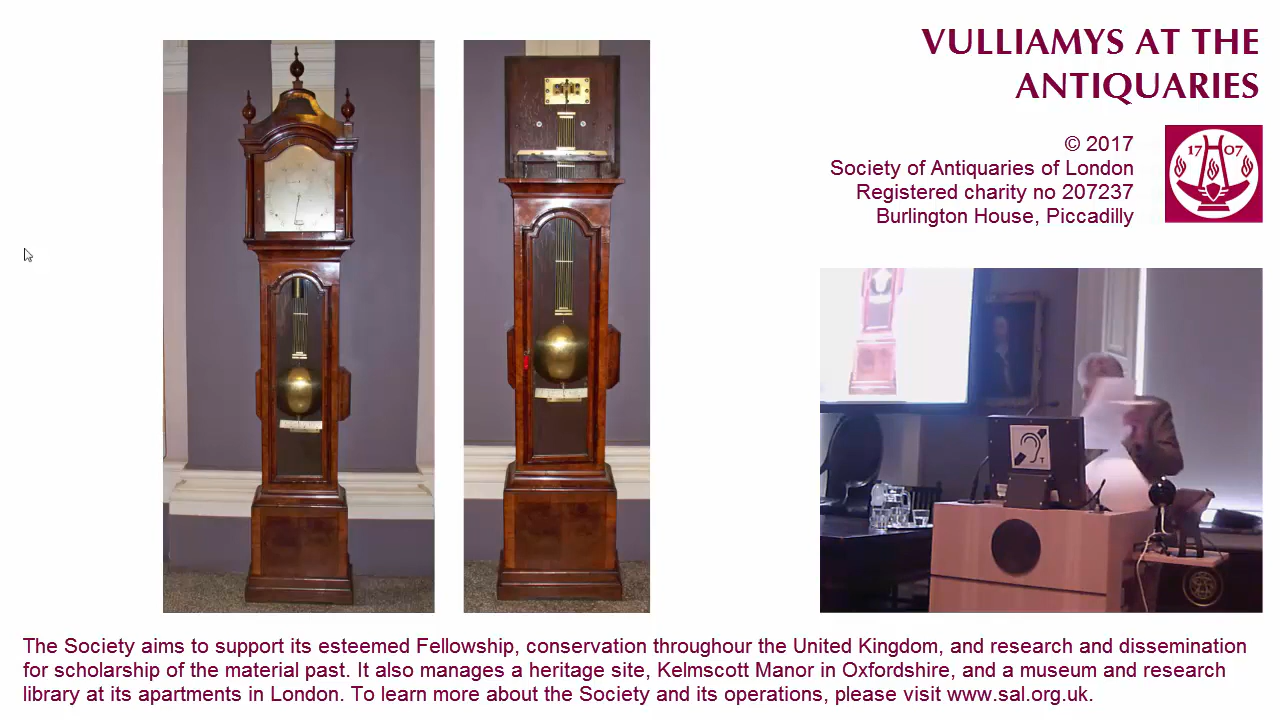 VULLIAMYS AT THE
ANTIQUARIES
© 2017
Society of Antiquaries of London
Registered charity no 207237
Burlington House, Piccadilly
17 07
T
The Society aims to support its esteemed Fellowship, conservation throughour the United Kingdom, and research and dissemination
for scholarship of the material past. It also manages a heritage site, Kelmscott Manor in Oxfordshire, and a museum and research
library at its apartments in London. To learn more about the Society and its operations, please visit www.sal.org.uk.